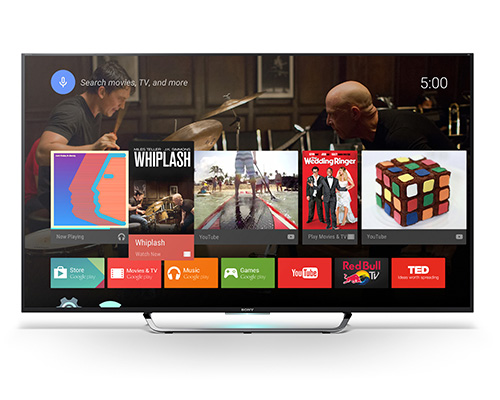 Search movies, TV, and more
5:00
MILES TELLER J.K. SIMMONS
WHIPLASH
THE Wedding Ringer
Now Playing
Whiplash
Watch Now
YouTube
Play Movies & TV
YouTube
Store
Google play
Movies & TV
Google play
Music
Google play
Games
Google play
YouTube
Red Bull
TV
TED
Ideas worth spreading
SONY